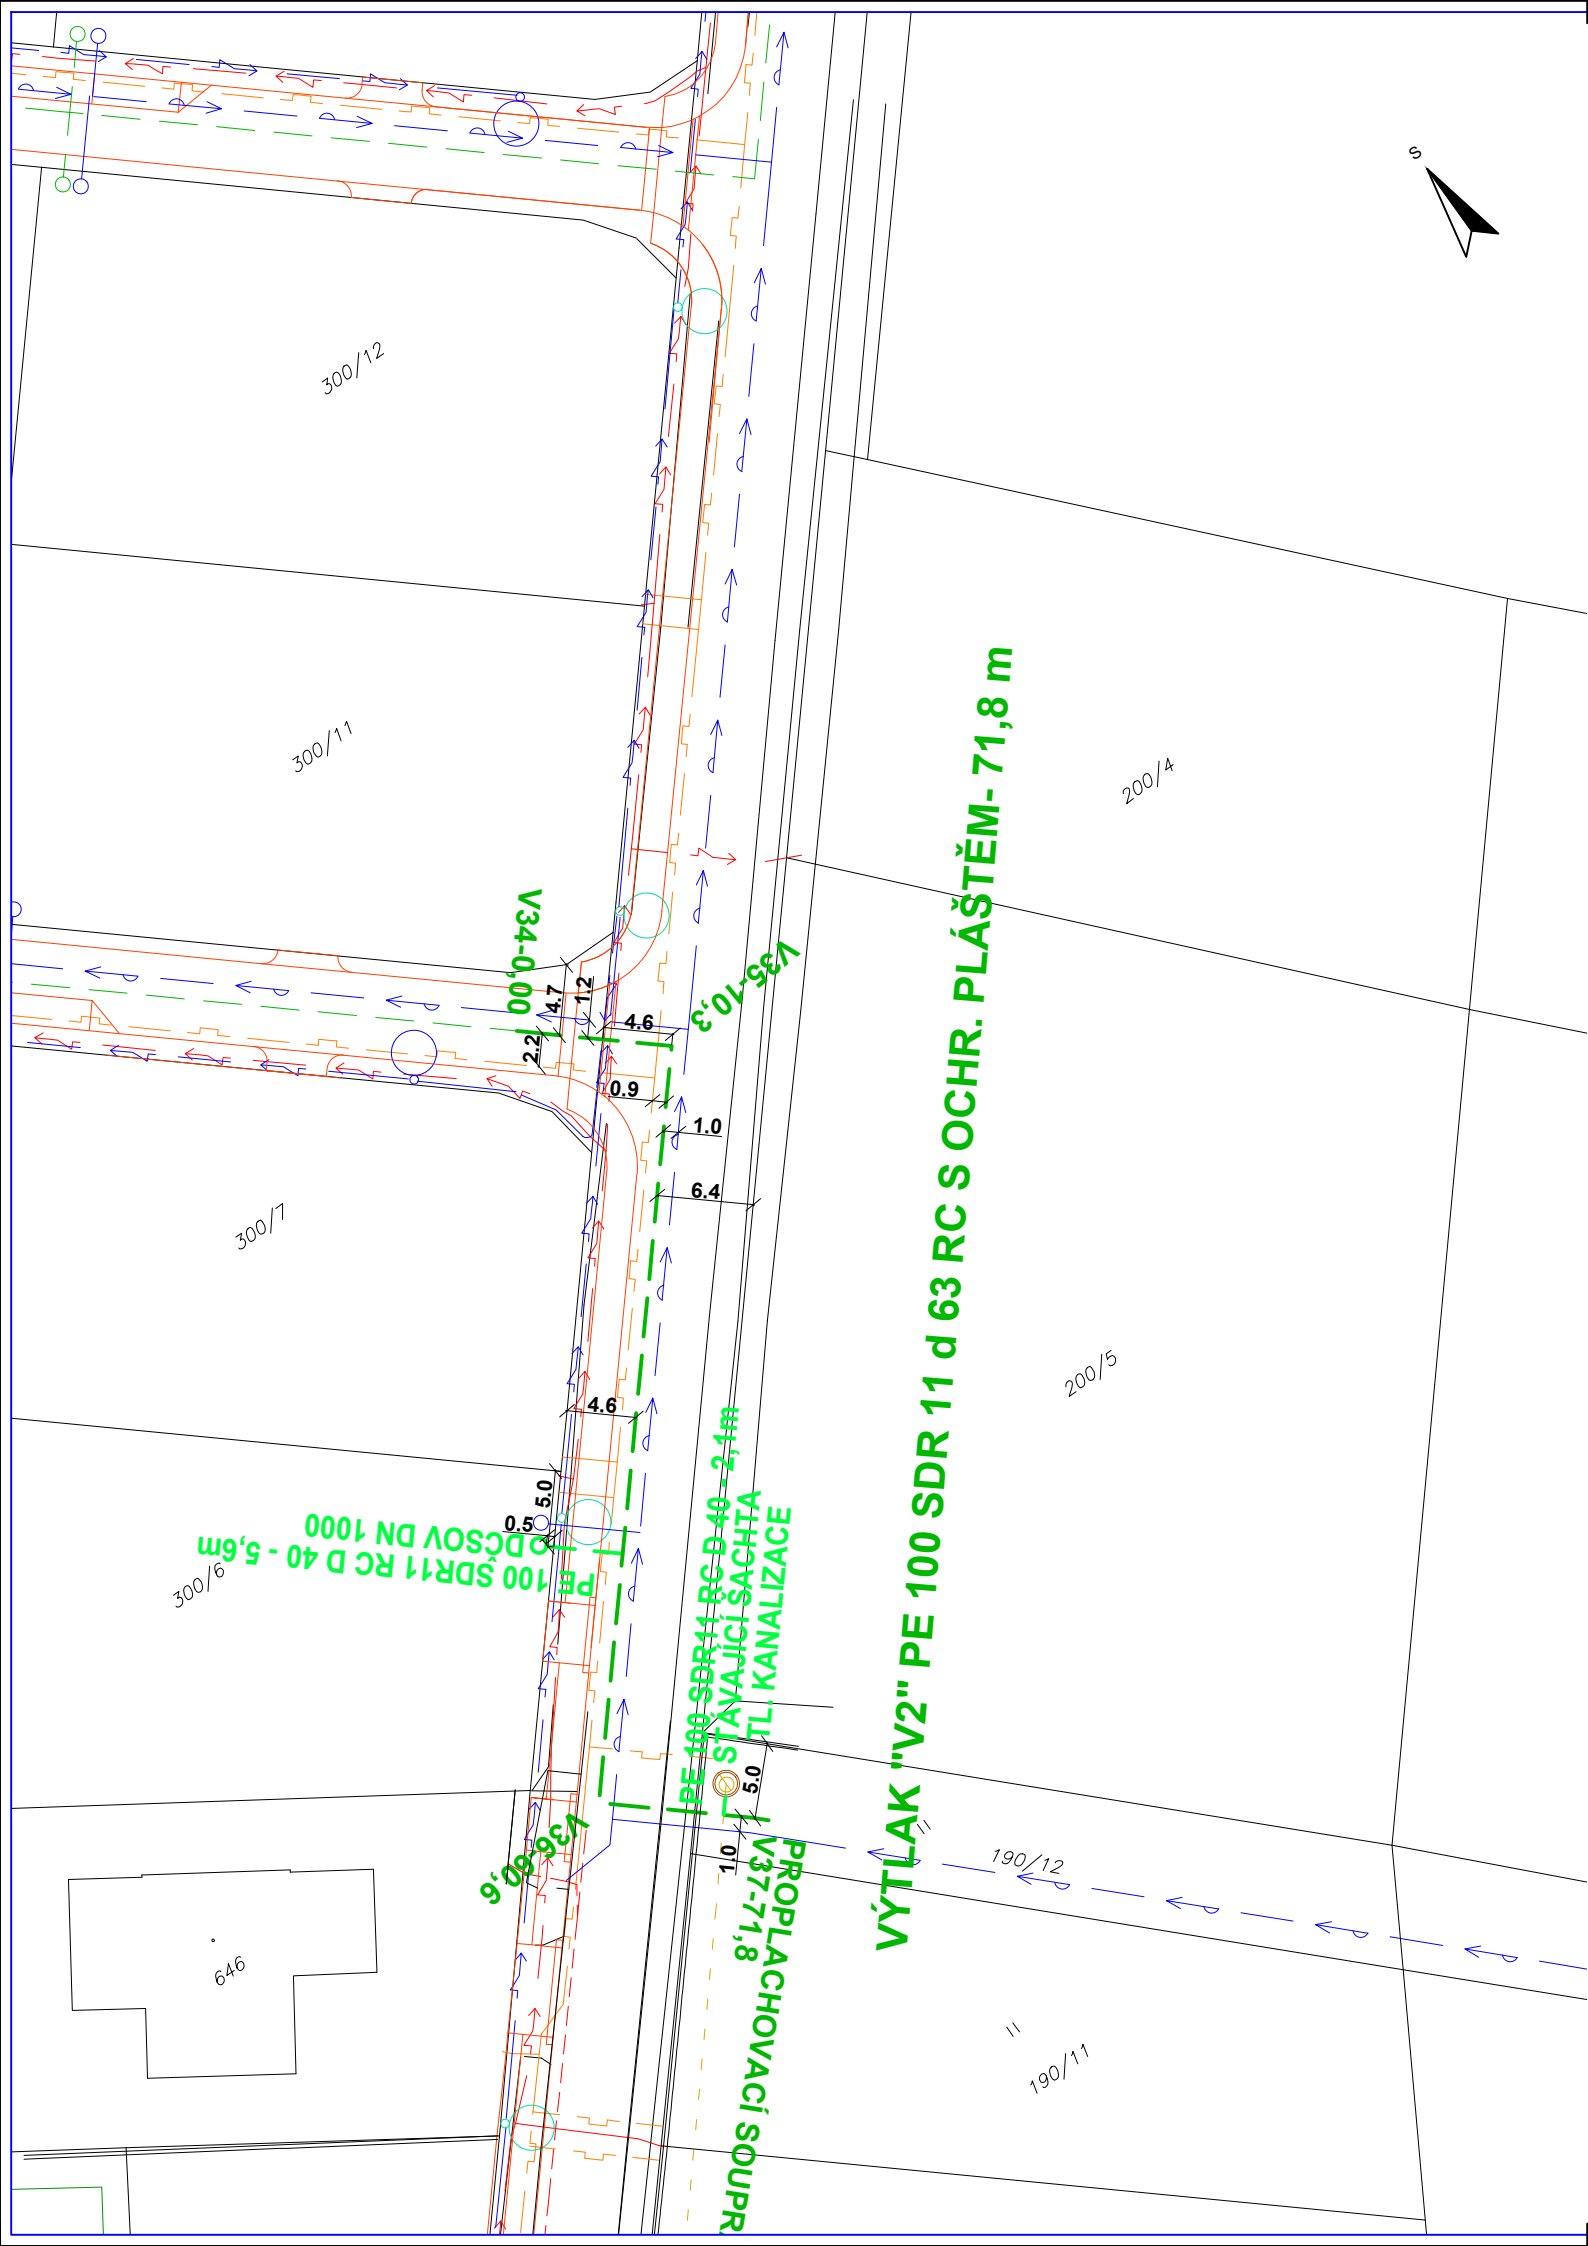 S
300/12
300/11
200/4
V34-0,00
V35-10,3
4.7
1.2
4.6
2.2
0.9
1.0
6.4
300/7
200/5
VÝTLAK "V2" PE 100 SDR 11 d 63 RC S OCHR. PLÁŠTĚM- 71,8 m
4.6
5.0
0.5
DČSOV DN 1000
PE 100 SDR11 RC D 40 - 5,6m
300/6
PE 100 SDR11 RC D 40 - 2,1m
STÁVAJÍCÍ ŠACHTA
TL. KANALIZACE
5.0
1.0
V36-60,6
V37-71,8
PROPLACHOVACÍ SOUPR
190/12
646
190/11